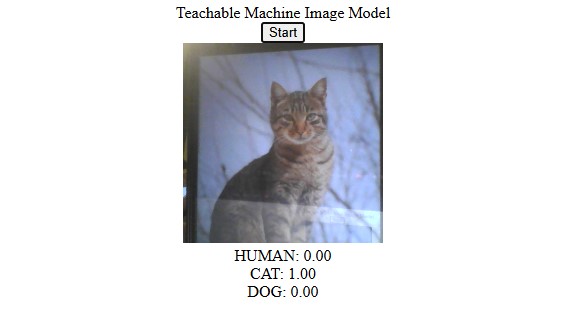 Teachable Machine Image Model
Start
HUMAN: 0.00
CAT: 1.00
DOG: 0.00